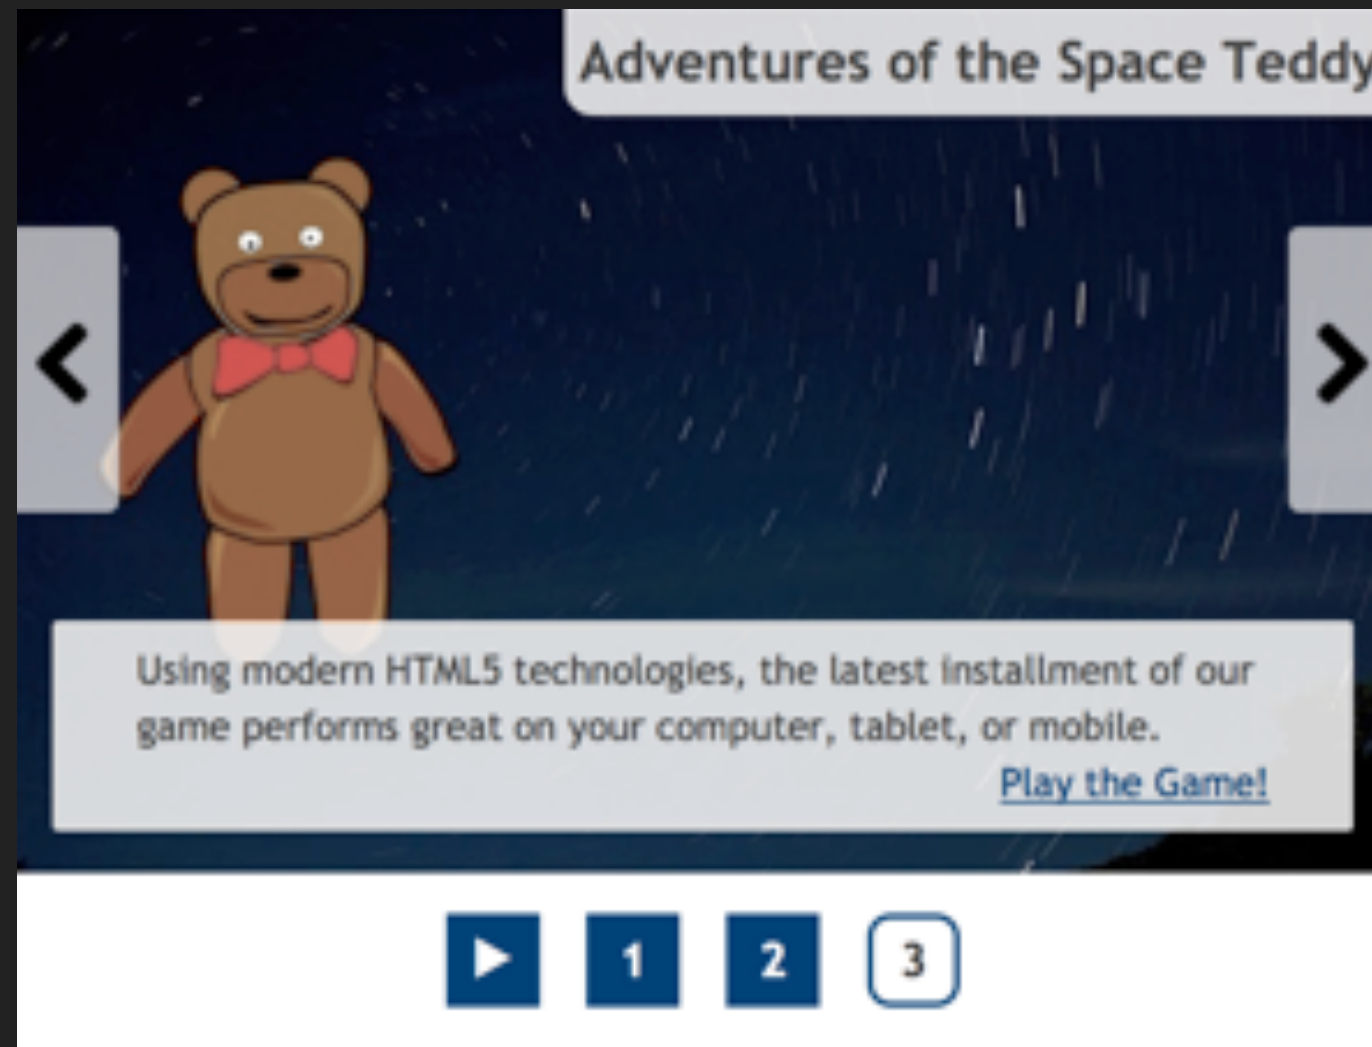 Adventures of the Space Teddy
Using modern HTML5 technologies, the latest installment of our
game performs great on your computer, tablet, or mobile.
Play the Game!
1 2 3